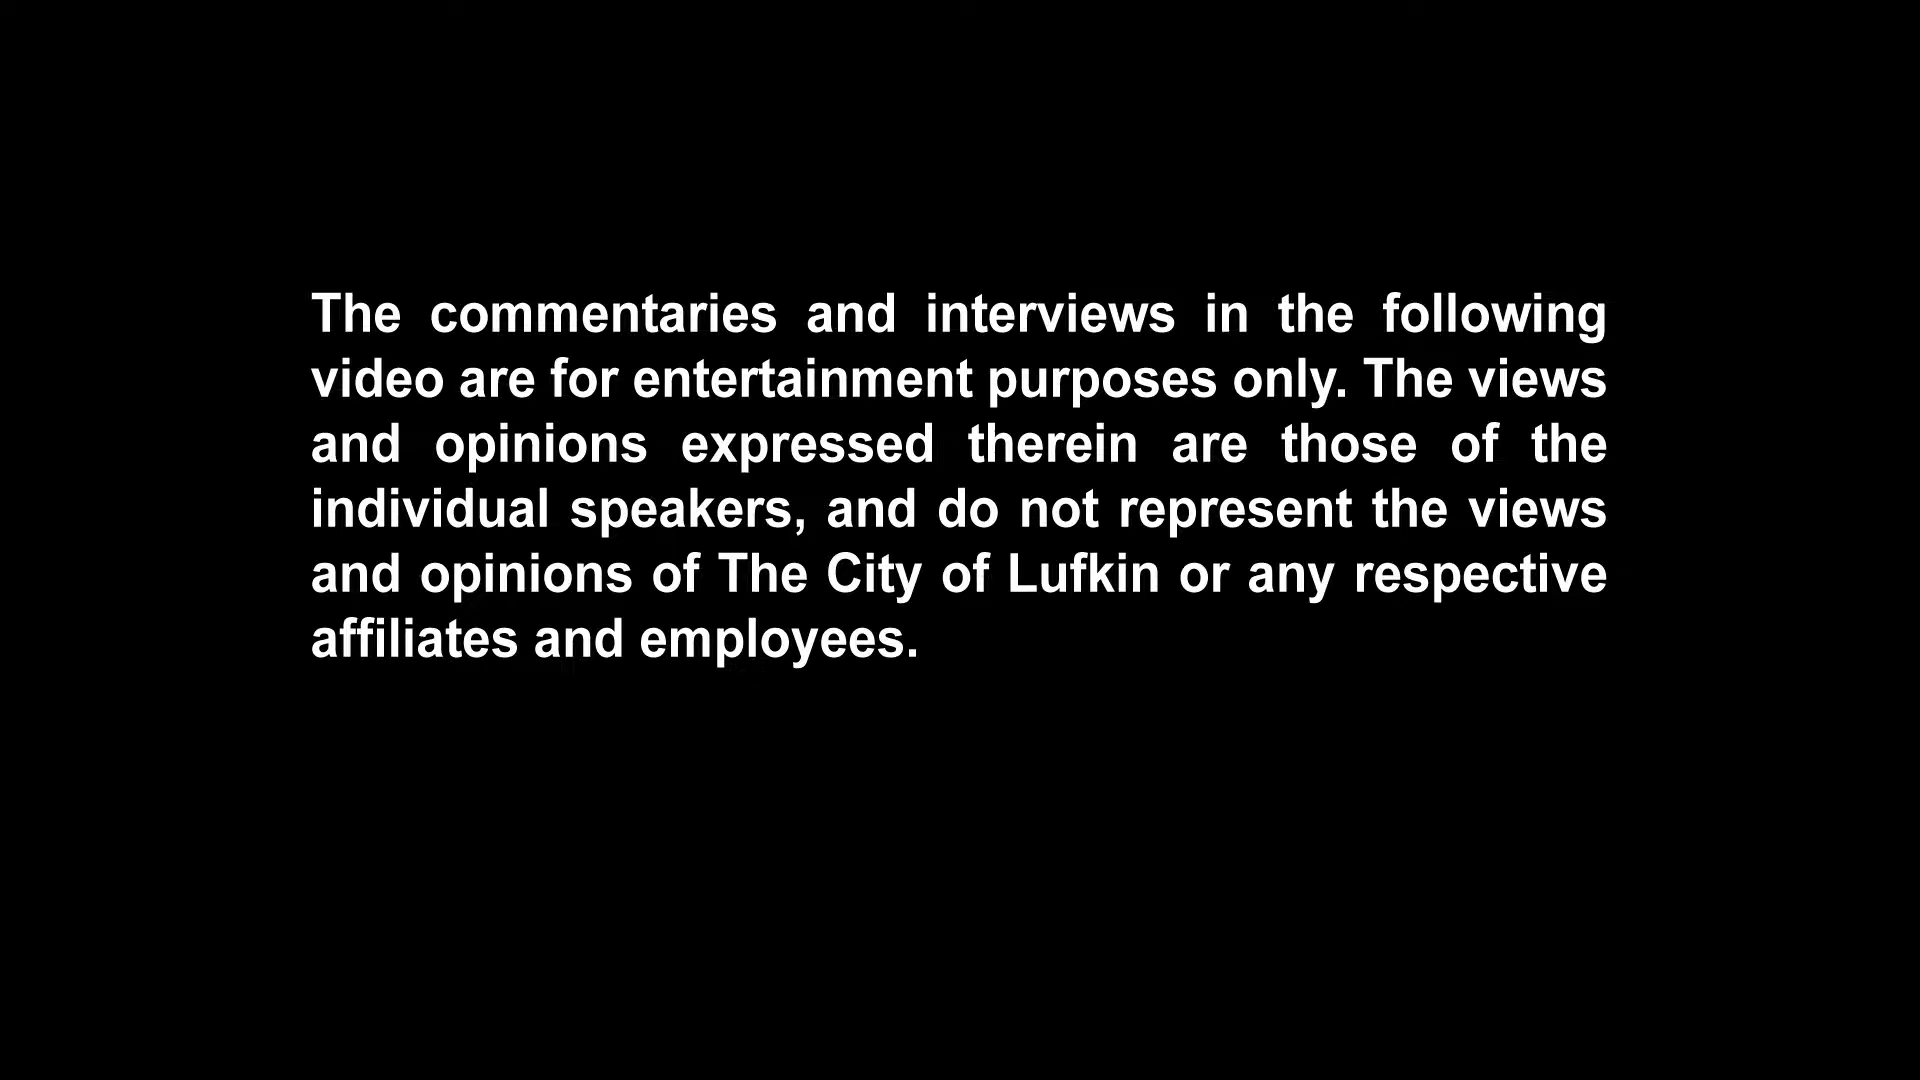 The commentaries and interviews in the following
video are for entertainment purposes only. The views
and opinions expressed therein are those of the
individual speakers, and do not represent the views
and opinions of The City of Lufkin or any respective
affiliates and employees.